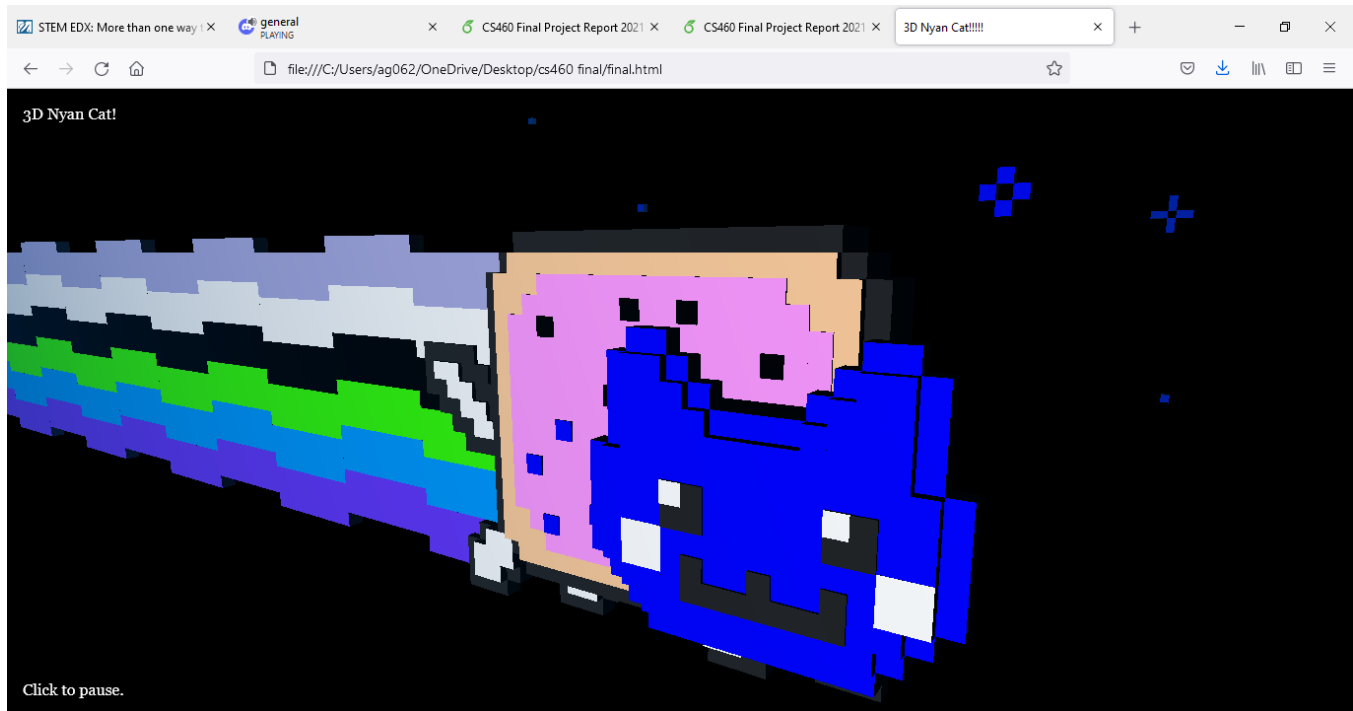 STEM EDX: More than one way t
general
PLAYING
CS460 Final Project Report 2021
CS460 Final Project Report 2021
3D Nyan Cat!!!!!
file:///C:/Users/ag062/OneDrive/Desktop/cs460 final/final.html
3D Nyan Cat!
Click to pause.